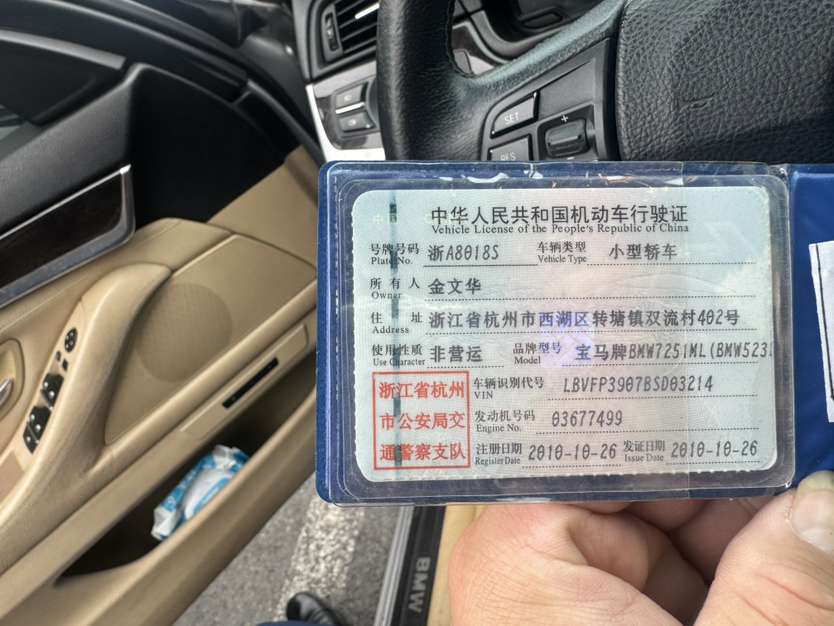 SET
+
RES
中华人民共和国机动车行驶证
Vehicle License of the People's Republic of China
号牌号码 浙A8018S 车辆类型 小型轿车
Plate No. Vehicle Type
所有人 金文华
Owner
住址 浙江省杭州市西湖区转塘镇双流村402号
Address
使用性质 非营运 品牌型号 宝马牌BMW7251ML(BMW523
Use Character Model
浙江省杭州 车辆识别代号 LBVFP3907BSD03214
VIN
市公安局交 发动机号码 03677499
Engine No.
通警察支队 注册日期 2010-10-26 发证日期 2010-10-26
Register Date Issue Date
BMW